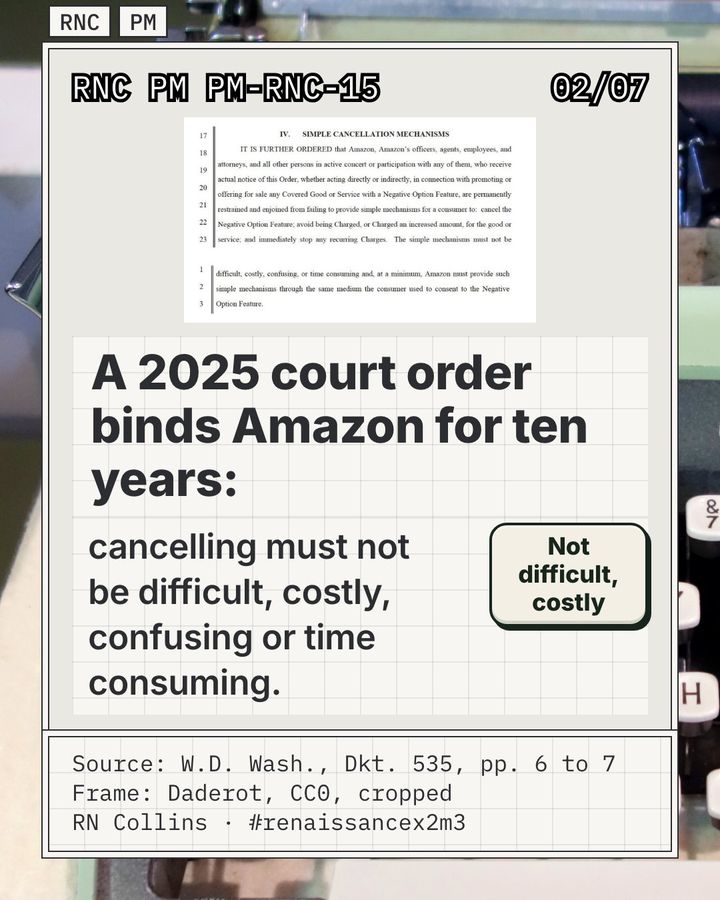 RNC PM
RNC PM PM-RNC-15 02/07
17 IV. SIMPLE CANCELLATION MECHANISMS
18 IT IS FURTHER ORDERED that Amazon, Amazon's officers, agents, employees, and
19 attorneys, and all other persons in active concert or participation with any of them, who receive
20 actual notice of this Order, whether acting directly or indirectly, in connection with promoting or
21 offering for sale any Covered Good or Service with a Negative Option Feature, are permanently
22 restrained and enjoined from failing to provide simple mechanisms for a consumer to: cancel the
23 Negative Option Feature; avoid being Charged, or Charged an increased amount, for the good or
service; and immediately stop any recurring Charges. The simple mechanisms must not be
1 difficult, costly, confusing, or time consuming and, at a minimum, Amazon must provide such
2 simple mechanisms through the same medium the consumer used to consent to the Negative
3 Option Feature.
A 2025 court order
binds Amazon for ten
years:
cancelling must not
be difficult, costly,
confusing or time
consuming.
Not
difficult,
costly
&
7
H
Source: W.D. Wash., Dkt. 535, pp. 6 to 7
Frame: Daderot, CC0, cropped
RN Collins · #renaissancex2m3